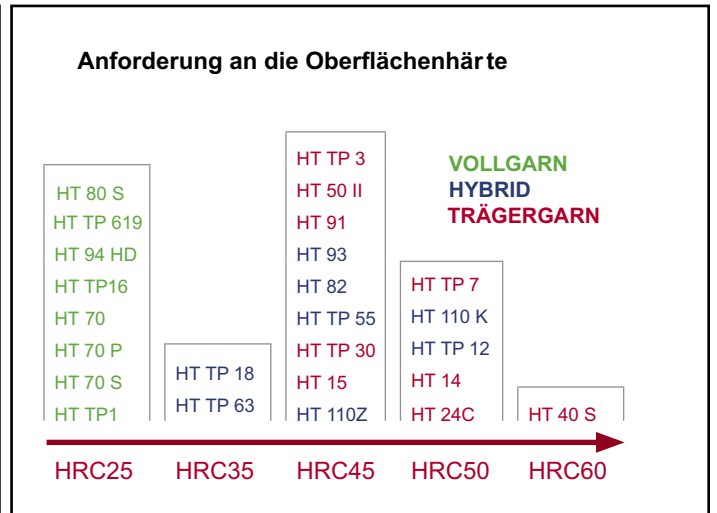 Anforderung an die Oberflächenhärte
VOLLGARN
HYBRID
TRÄGERGARN
HT 80 S
HT TP 619
HT 94 HD
HT TP16
HT 70
HT 70 P
HT 70 S
HT TP1
HT TP 18
HT TP 63
HT TP 3
HT 50 II
HT 91
HT 93
HT 82
HT TP 55
HT TP 30
HT 15
HT 110Z
HT TP 7
HT 110 K
HT TP 12
HT 14
HT 24C
HT 40 S
HRC25 HRC35 HRC45 HRC50 HRC60